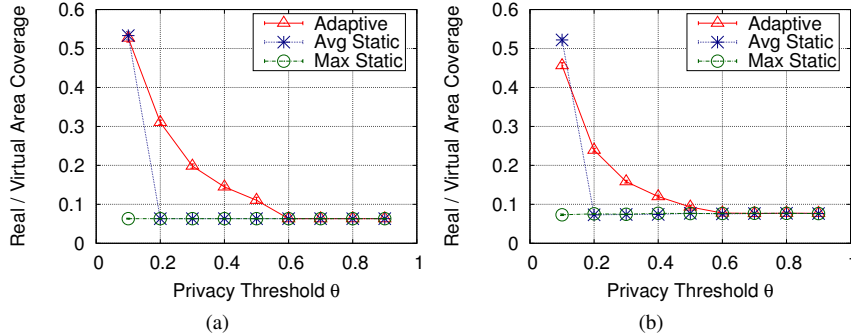 Real / Virtual Area Coverage
0.6
0.5
0.4
0.3
0.2
0.1
0
Adaptive
Avg Static
Max Static
0 0.2 0.4 0.6 0.8 1
Privacy Threshold θ
(a)
Real / Virtual Area Coverage
0.6
0.5
0.4
0.3
0.2
0.1
0
Adaptive
Avg Static
Max Static
0 0.2 0.4 0.6 0.8 1
Privacy Threshold θ
(b)